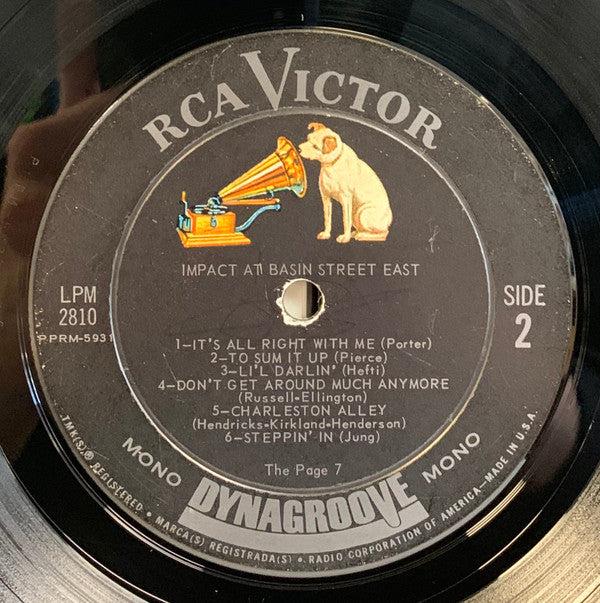 RCA VICTOR
IMPACT AT BASIN STREET EAST
LPM
2810
PPRM-5931
SIDE
2
1-IT'S ALL RIGHT WITH ME (Porter)
2-TO SUM IT UP (Pierce)
3-LI'L DARLIN' (Hefti)
4-DON'T GET AROUND MUCH ANYMORE
(Russell-Ellington)
5-CHARLESTON ALLEY
(Hendricks-Kirkland-Henderson)
6-STEPPIN' IN (Jung)
The Page 7
MONO
DYNAGROOVE
MONO
TMK(S) ® REGISTERED • MARCA(S) REGISTRADA(S) • RADIO CORPORATION OF AMERICA—MADE IN U.S.A.